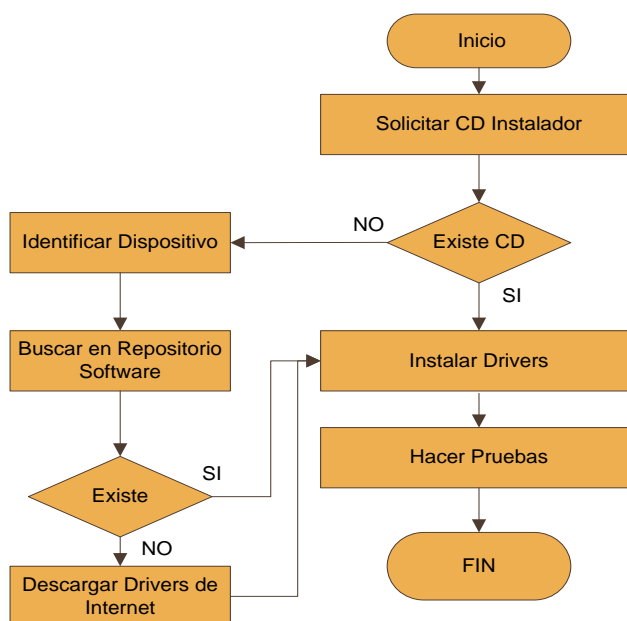 Inicio
Solicitar CD Instalador
Existe CD
NO
SI
Identificar Dispositivo
Buscar en Repositorio
Software
Existe
SI
NO
Descargar Drivers de
Internet
Instalar Drivers
Hacer Pruebas
FIN